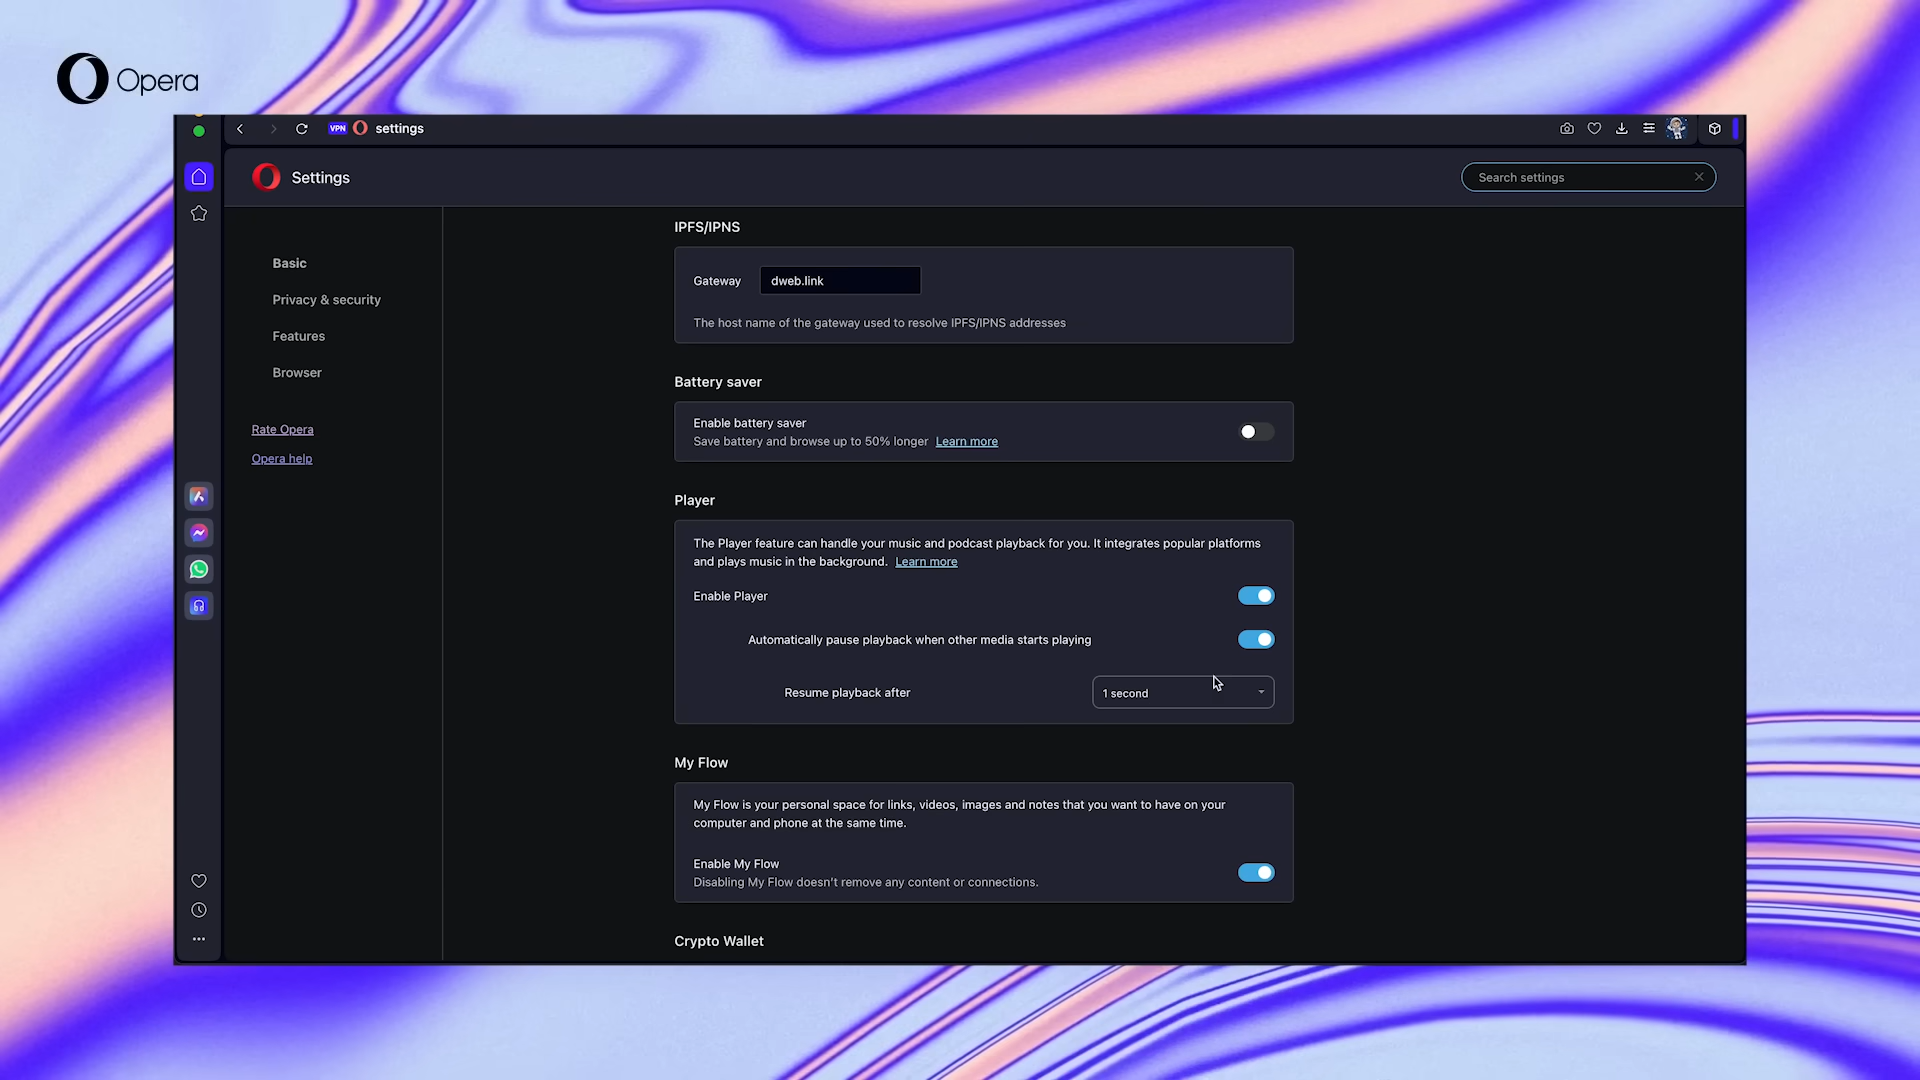 Opera
VPN settings
Settings
Search settings
Basic
Privacy & security
Features
Browser
Rate Opera
Opera help
IPFS/IPNS
Gateway dweb.link
The host name of the gateway used to resolve IPFS/IPNS addresses
Battery saver
Enable battery saver
Save battery and browse up to 50% longer Learn more
Player
The Player feature can handle your music and podcast playback for you. It integrates popular platforms
and plays music in the background. Learn more
Enable Player
Automatically pause playback when other media starts playing
Resume playback after 1 second
My Flow
My Flow is your personal space for links, videos, images and notes that you want to have on your
computer and phone at the same time.
Enable My Flow
Disabling My Flow doesn't remove any content or connections.
Crypto Wallet